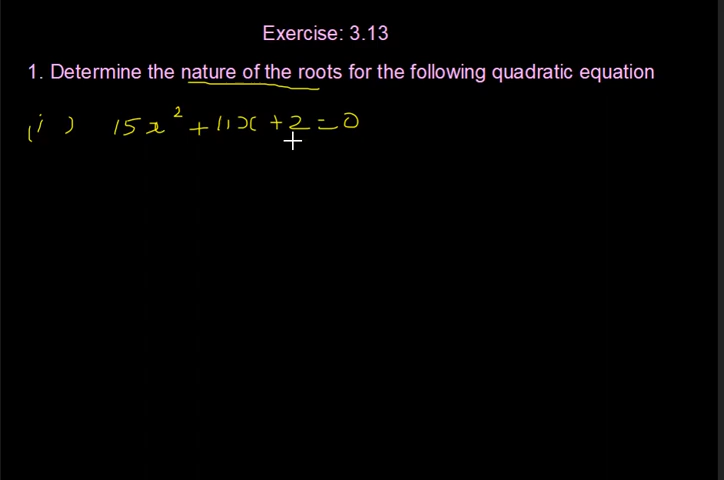 Exercise: 3.13
1. Determine the nature of the roots for the following quadratic equation
(i) 15x² + 11x + 2 = 0